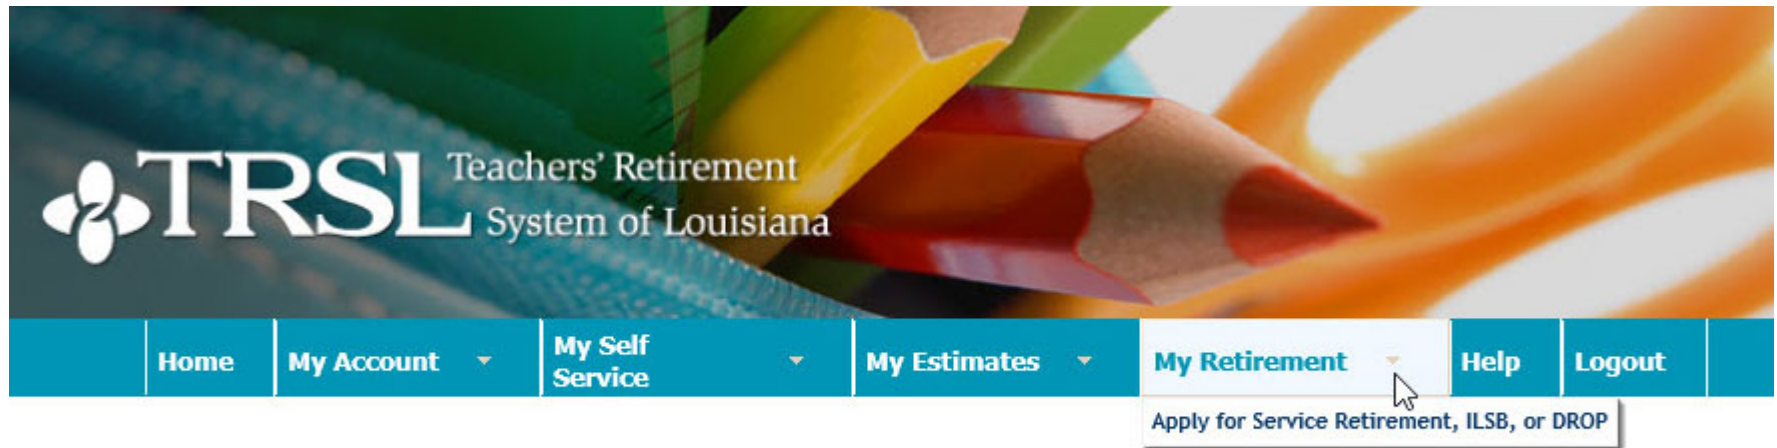 TRSL
Teachers' Retirement
System of Louisiana
Home
My Account
My Self
Service
My Estimates
My Retirement
Help
Logout
Apply for Service Retirement, ILSB, or DROP